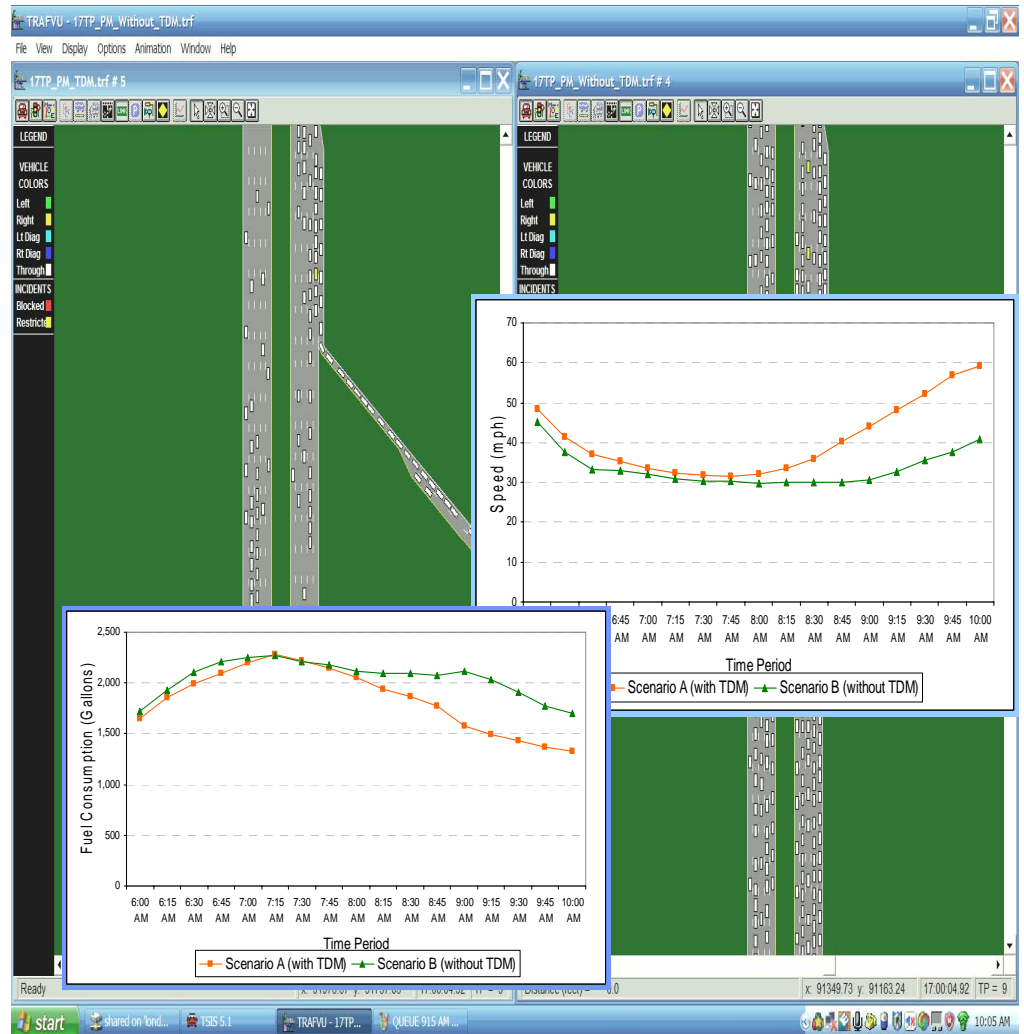 TRAFVU - 17TP_PM_Without_TDM.trf
File View Display Options Animation Window Help
17TP_PM_TDM.trf # 5
LEGEND
VEHICLE
COLORS
Left
Right
Lt Diag
Rt Diag
Through
INCIDENTS
Blocked
Restricte
17TP_PM_Without_TDM.trf # 4
LEGEND
VEHICLE
COLORS
Left
Right
Lt Diag
Rt Diag
Through
INCIDENTS
70
60
50
40
30
20
10
0
Speed (mph)
6:45 AM 7:00 AM 7:15 AM 7:30 AM 7:45 AM 8:00 AM 8:15 AM 8:30 AM 8:45 AM 9:00 AM 9:15 AM 9:30 AM 9:45 AM 10:00 AM
Time Period
Scenario A (with TDM) Scenario B (without TDM)
2,500
2,000
1,500
1,000
500
0
Fuel Consumption (Gallons)
6:00 AM 6:15 AM 6:30 AM 6:45 AM 7:00 AM 7:15 AM 7:30 AM 7:45 AM 8:00 AM 8:15 AM 8:30 AM 8:45 AM 9:00 AM 9:15 AM 9:30 AM 9:45 AM 10:00 AM
Time Period
Scenario A (with TDM) Scenario B (without TDM)
Ready
x: 91349.73 y: 91163.24 17:00:04.92 TP = 9
start shared on 'lond... TSIS 5.1 TRAFVU - 17TP... QUEUE 915 AM ... 10:05 AM